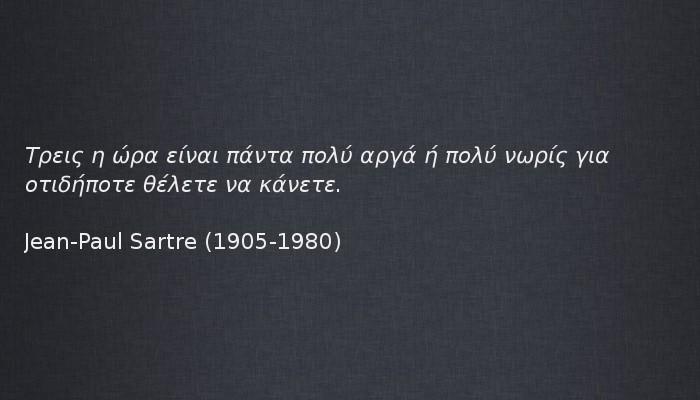 Τρεις η ώρα είναι πάντα πολύ αργά ή πολύ νωρίς για
οτιδήποτε θέλετε να κάνετε.
Jean-Paul Sartre (1905-1980)